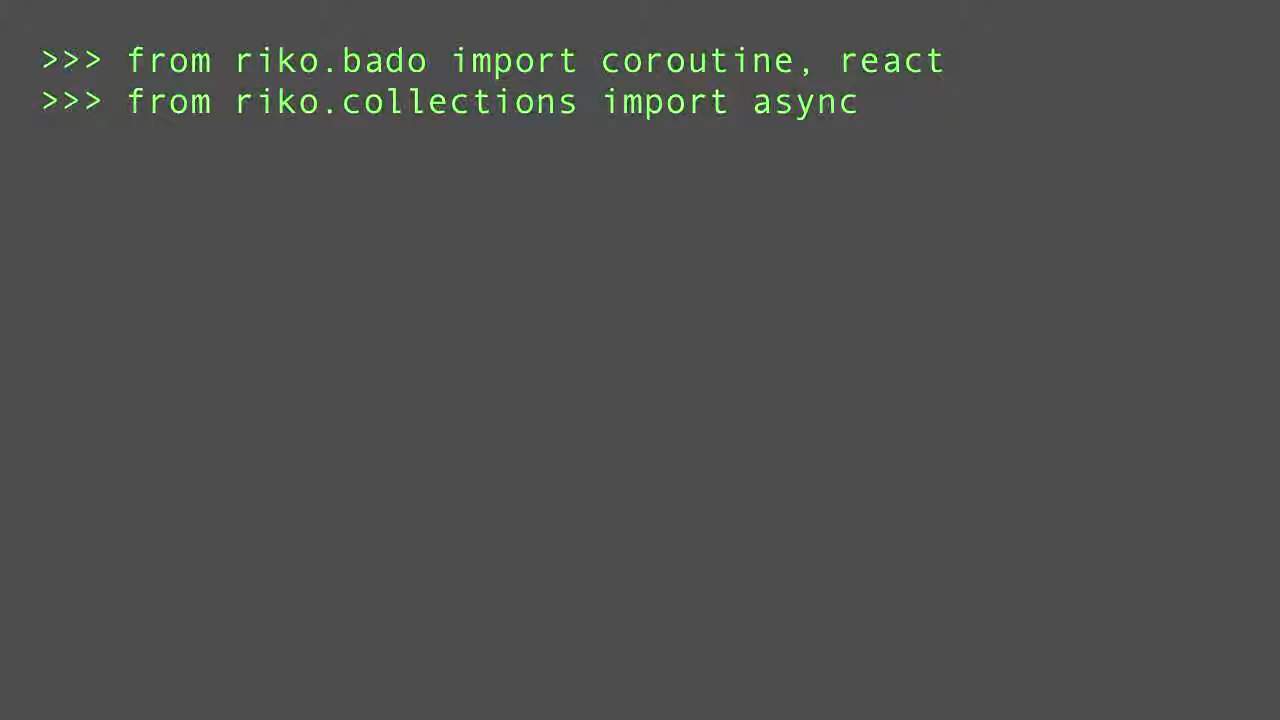 >>> from riko.bado import coroutine, react
>>> from riko.collections import async